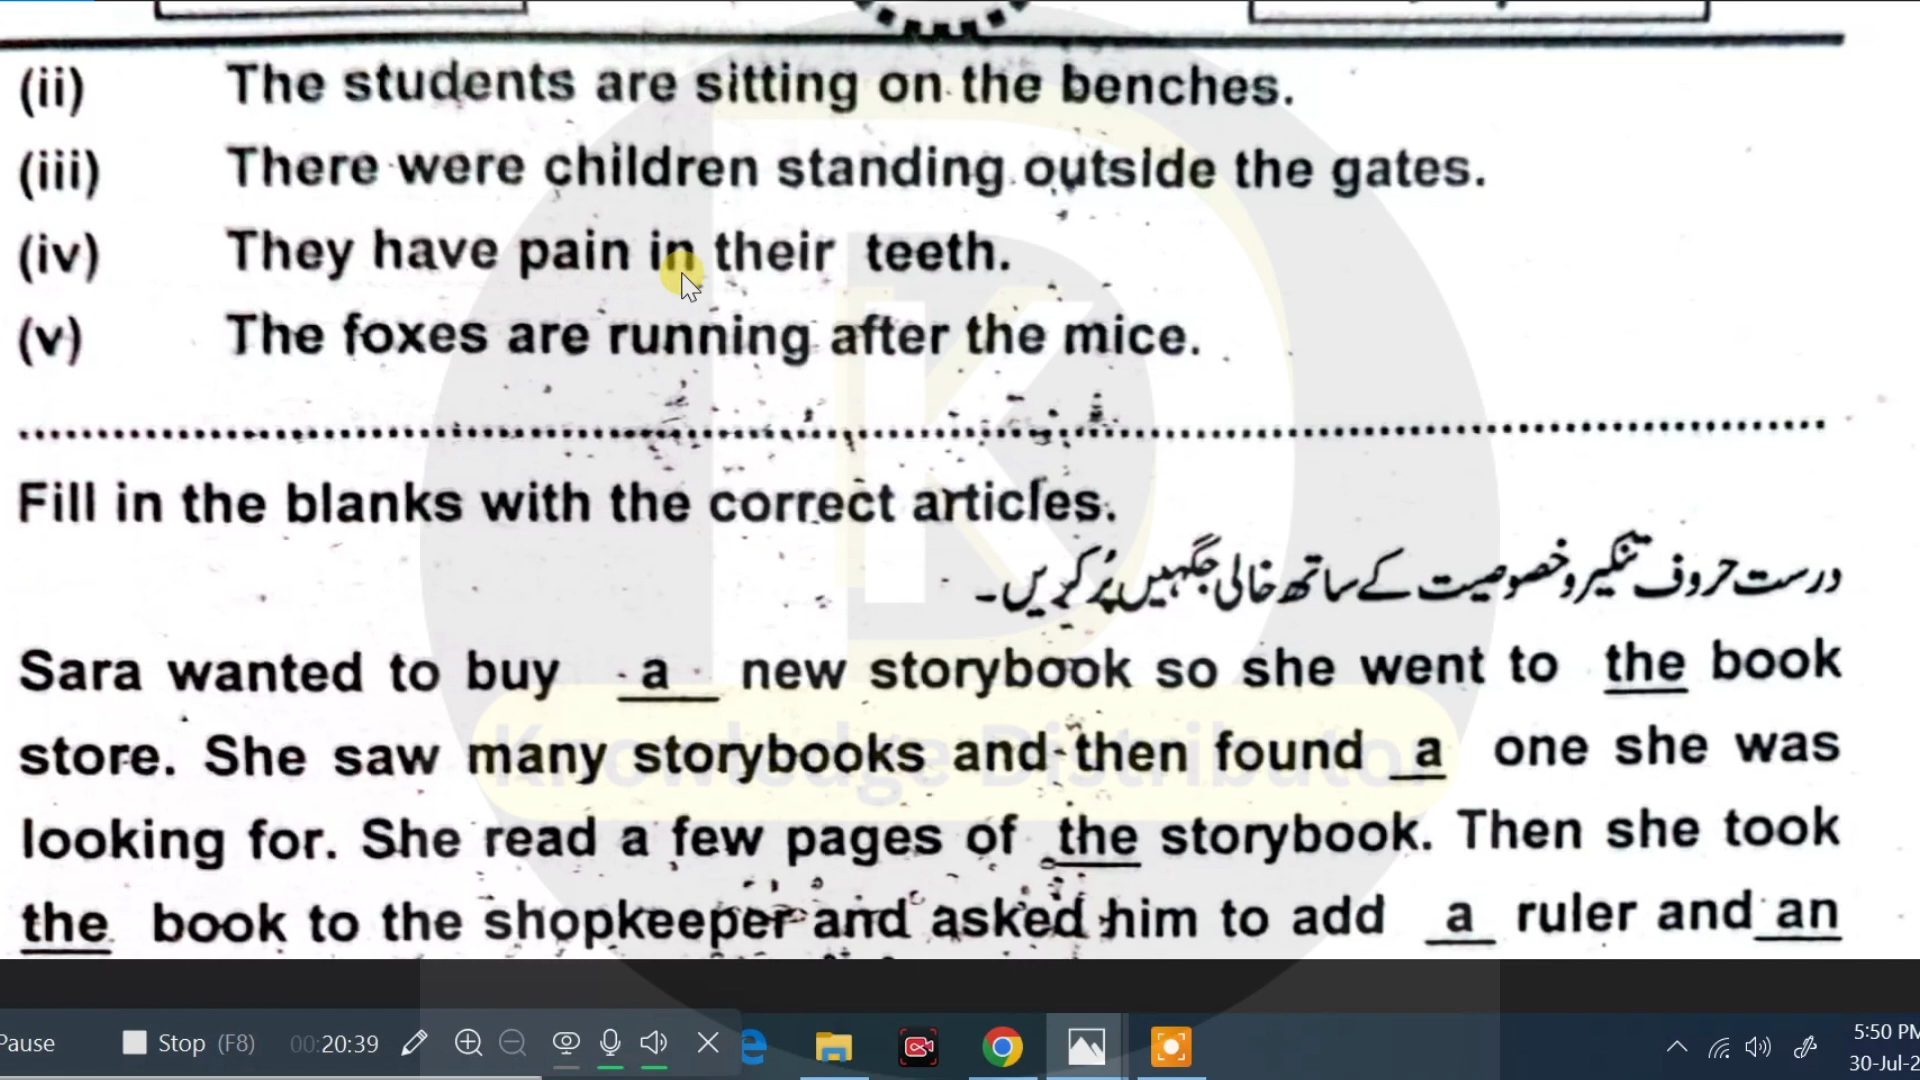 (ii) The students are sitting on the benches.
(iii) There were children standing outside the gates.
(iv) They have pain in their teeth.
(v) The foxes are running after the mice.
Fill in the blanks with the correct articles.
درست حروف تنکیر و خصوصیت کے ساتھ خالی جگہیں پُر کریں۔
Sara wanted to buy a new storybook so she went to the book
store. She saw many storybooks and then found a one she was
looking for. She read a few pages of the storybook. Then she took
the book to the shopkeeper and asked him to add a ruler and an
Knowledge Distributor
Pause Stop (F8) 00:20:39
5:50 PM
30-Jul-2